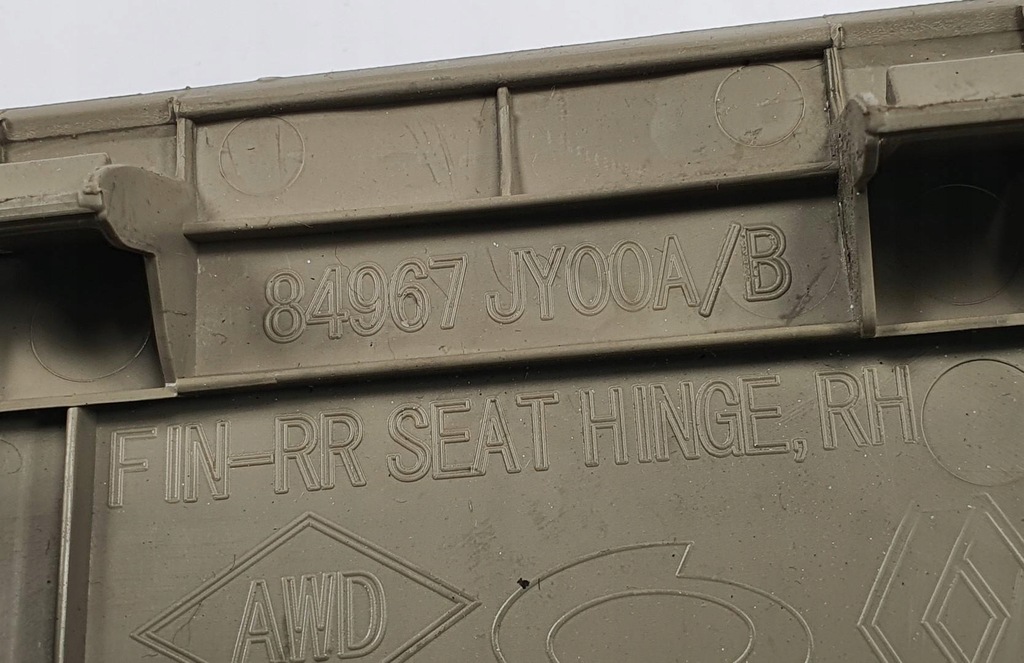 84967 JY00A/B
FIN-RR SEAT HINGE, RH
AWD